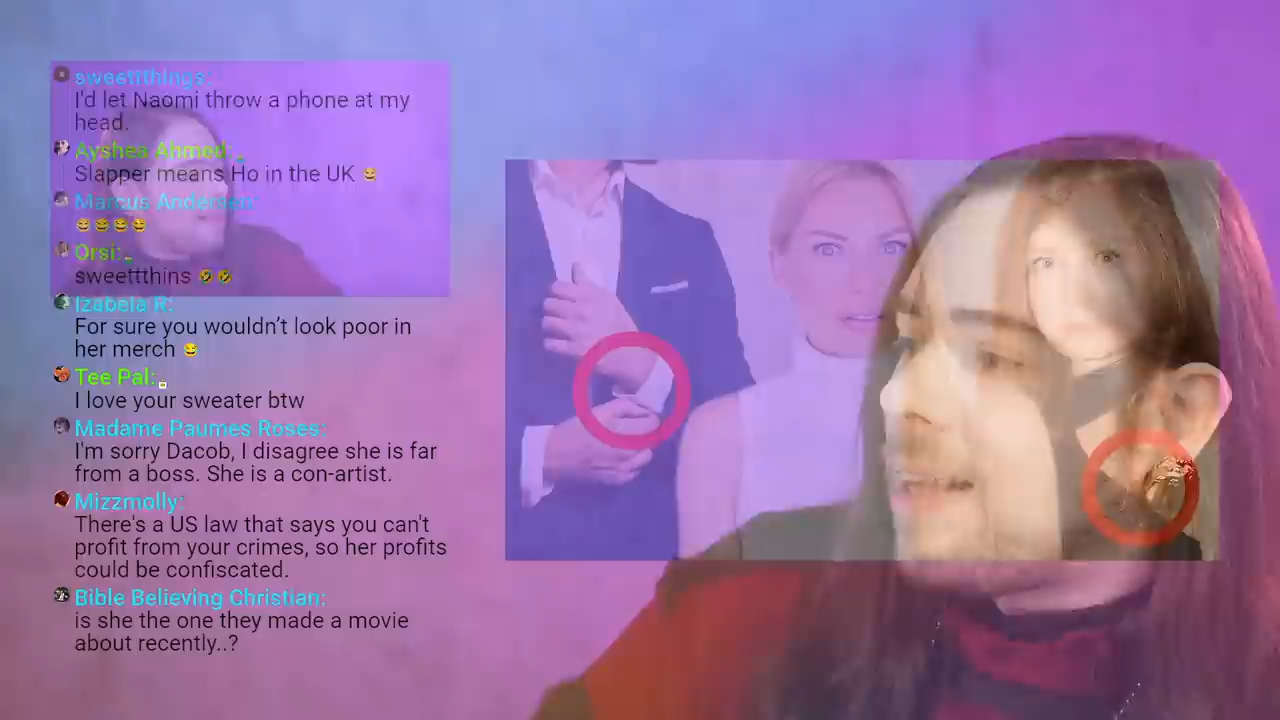 sweettthings:
I'd let Naomi throw a phone at my
head.
Ayshea Ahmed:
Slapper means Ho in the UK 😂
Marcus Andersen:
😂😂😂😂
Orsi:
sweettthins 🤣🤣
Izabela R:
For sure you wouldn't look poor in
her merch 😂
Tee Pal:
I love your sweater btw
Madame Paumes Roses:
I'm sorry Dacob, I disagree she is far
from a boss. She is a con-artist.
Mizzmolly:
There's a US law that says you can't
profit from your crimes, so her profits
could be confiscated.
Bible Believing Christian:
is she the one they made a movie
about recently..?